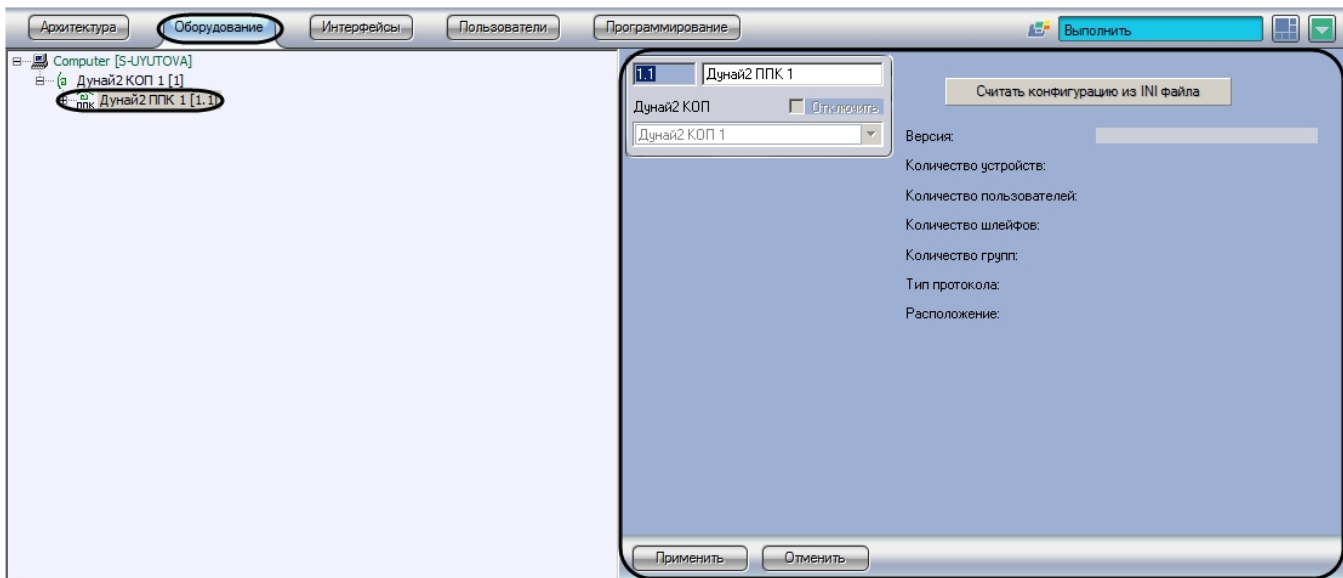 Архитектура Оборудование Интерфейсы Пользователи Программирование Выполнить
Computer [S-UYUTOVA]
Дунай2 КОП 1 [1]
ппк Дунай2 ППК 1 [1.1]
1.1 Дунай2 ППК 1
Дунай2 КОП Отключить
Дунай2 КОП 1
Считать конфигурацию из INI файла
Версия:
Количество устройств:
Количество пользователей:
Количество шлейфов:
Количество групп:
Тип протокола:
Расположение:
Применить Отменить